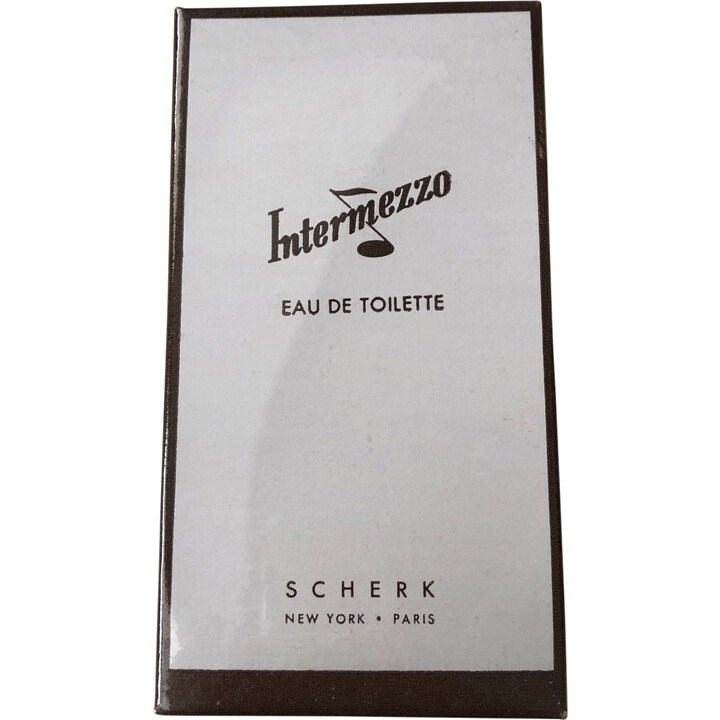 Intermezzo
EAU DE TOILETTE
SCHERK
NEW YORK • PARIS